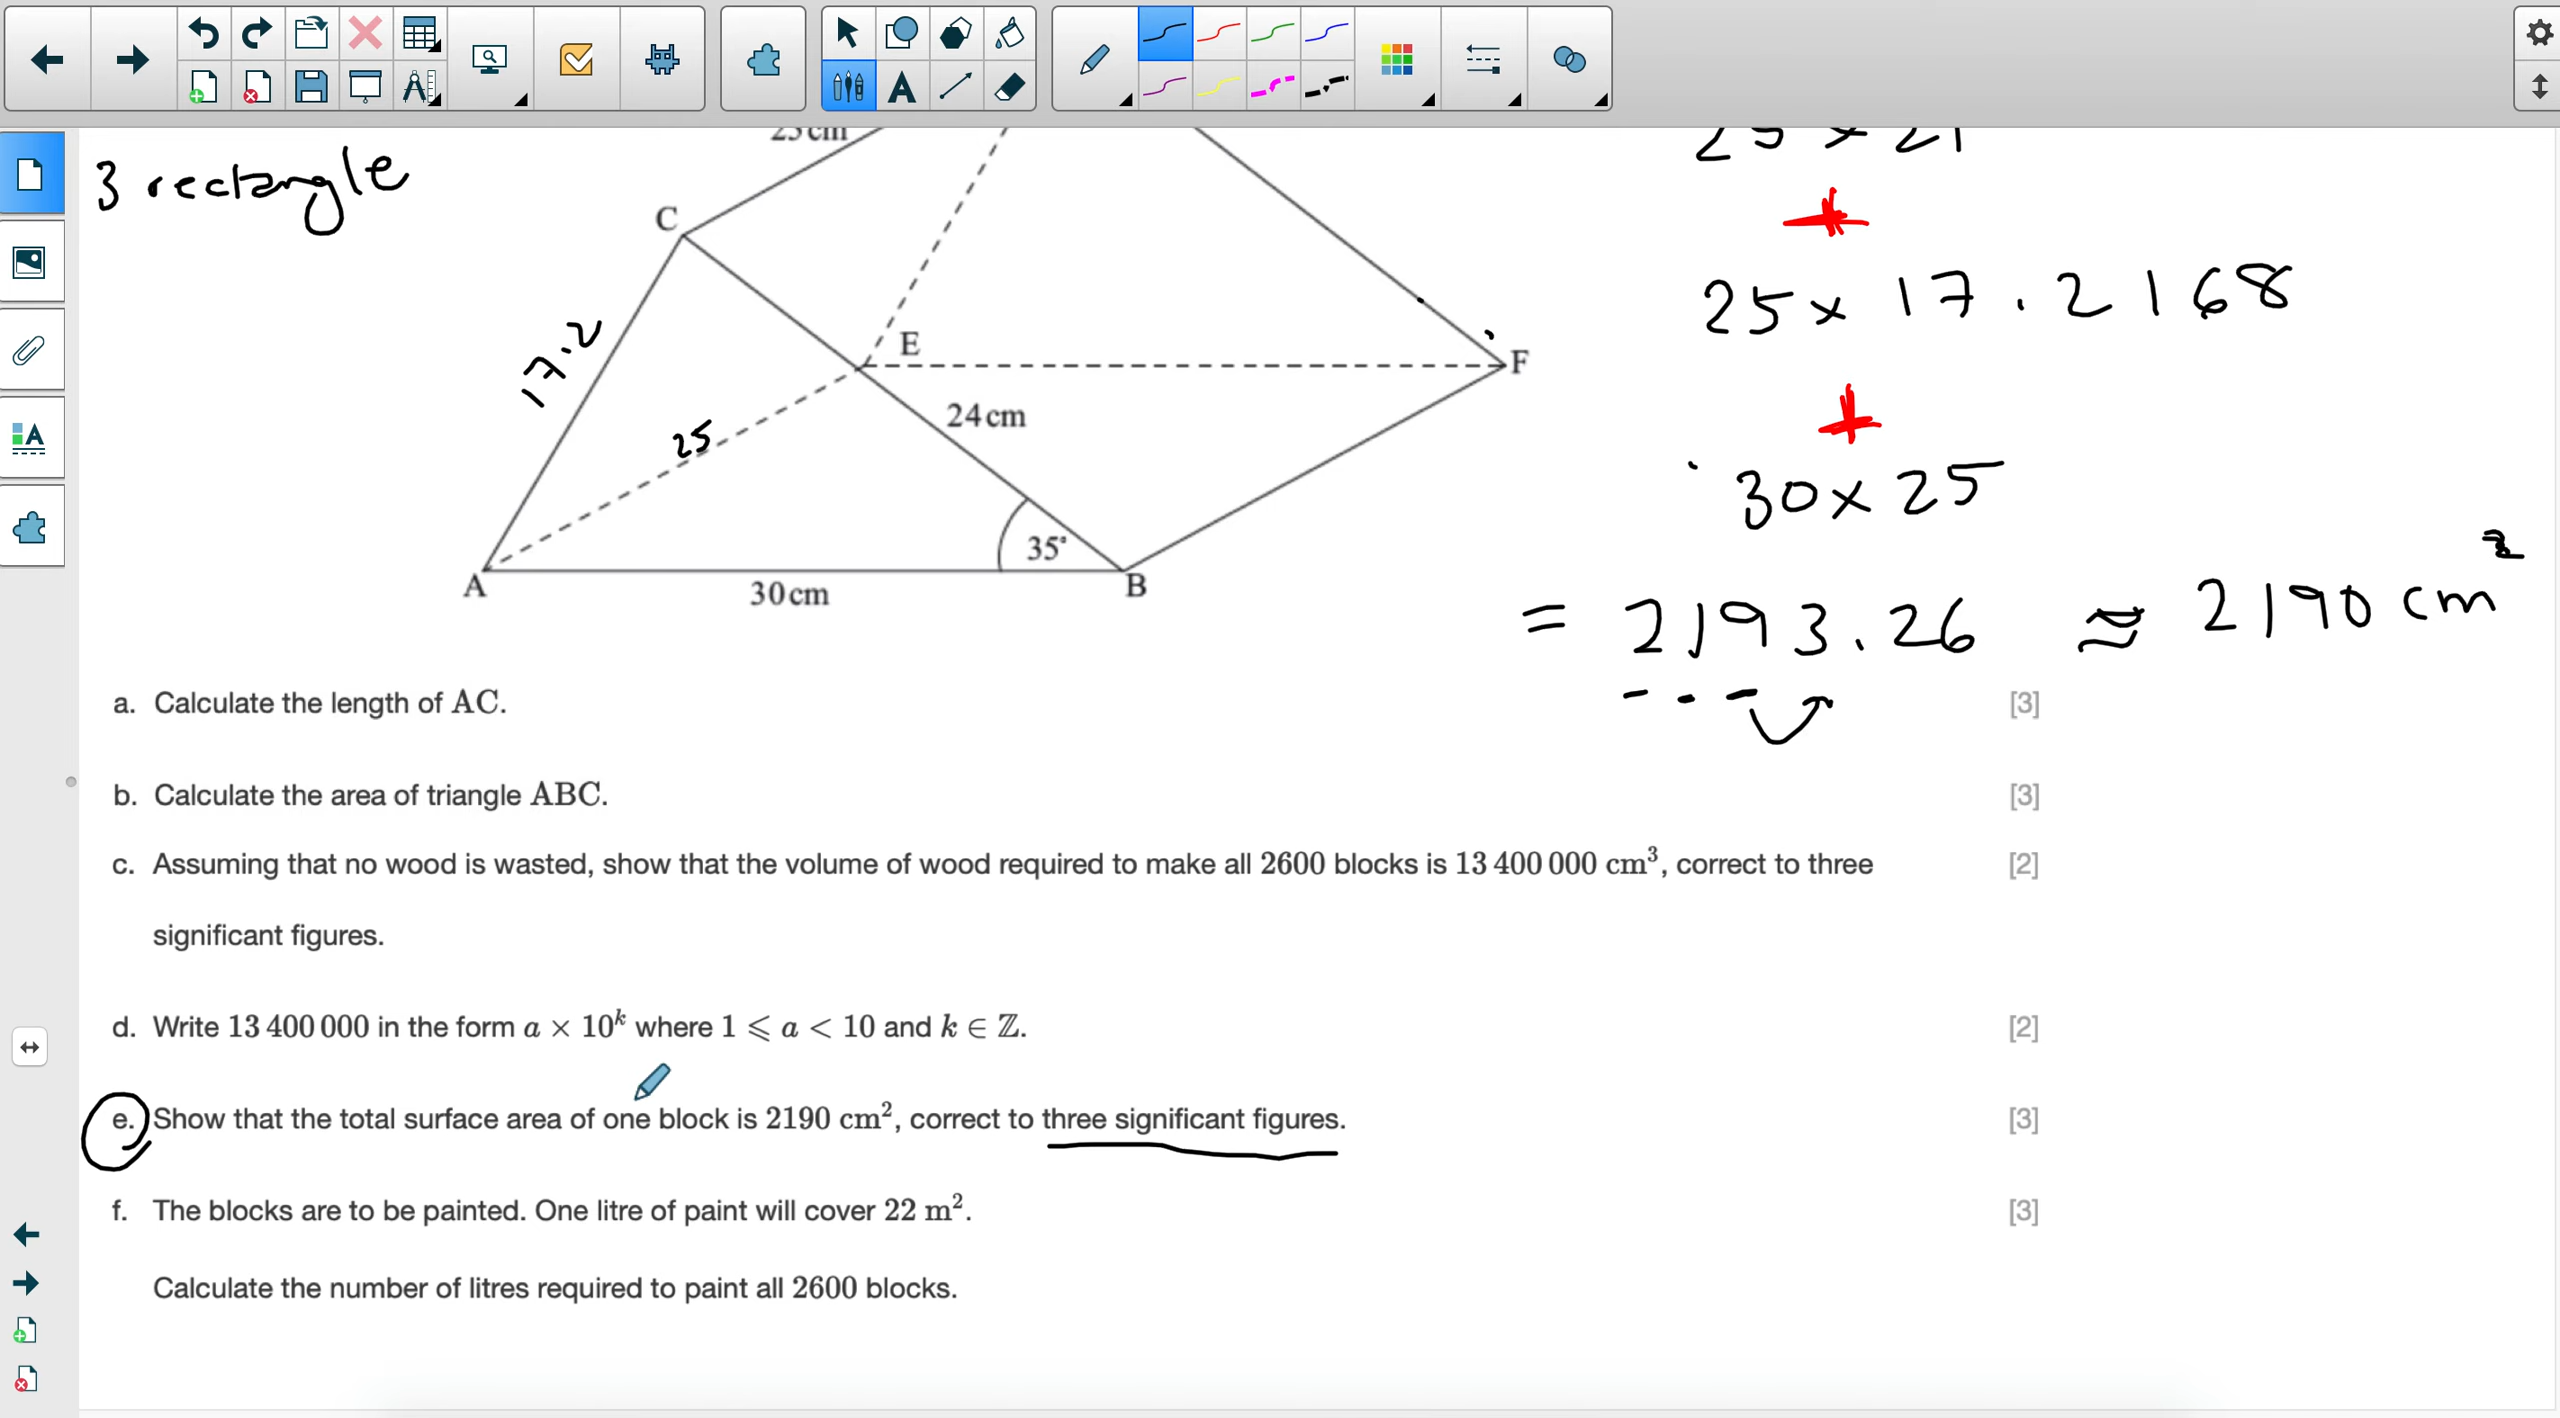 25 cm
25 × 21
3 rectangle
C
+
25 × 17.2168
17.2
E
F
24 cm
+
25
30 × 25
35°
A
30 cm
B
= 2193.26 ≈ 2190 cm²
a. Calculate the length of AC. [3]
b. Calculate the area of triangle ABC. [3]
c. Assuming that no wood is wasted, show that the volume of wood required to make all 2600 blocks is 13 400 000 cm³, correct to three [2]
significant figures.
d. Write 13 400 000 in the form a × 10ᵏ where 1 ⩽ a < 10 and k ∈ ℤ. [2]
e. Show that the total surface area of one block is 2190 cm², correct to three significant figures. [3]
f. The blocks are to be painted. One litre of paint will cover 22 m². [3]
Calculate the number of litres required to paint all 2600 blocks.